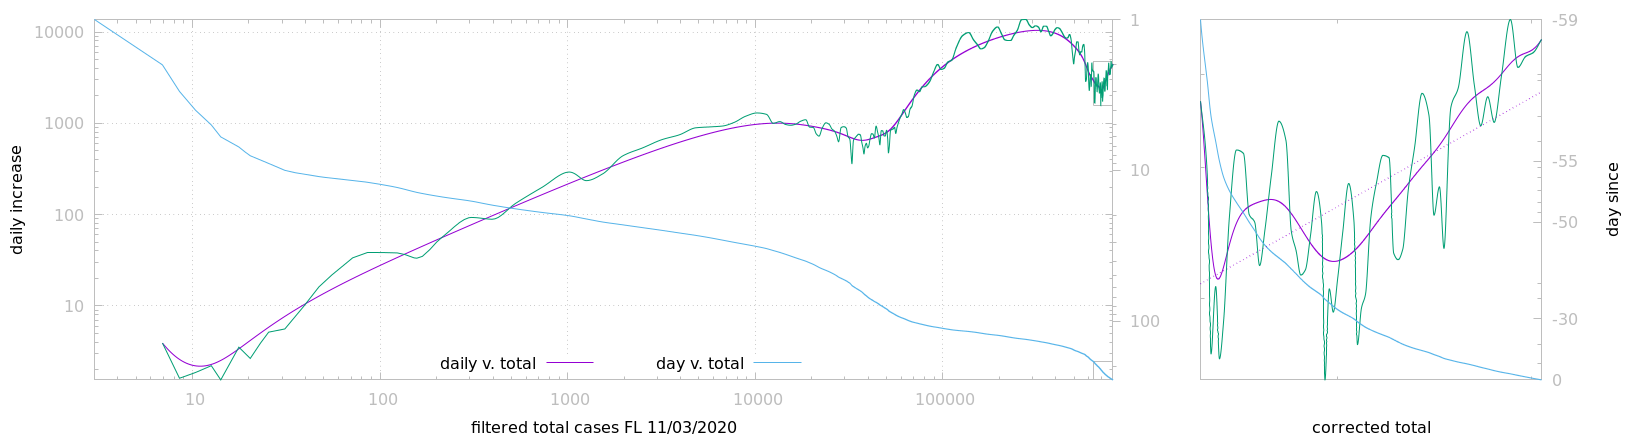 10000
1000
100
10
daily increase
10
100
1000
10000
100000
filtered total cases FL 11/03/2020
daily v. total
day v. total
1
10
100
-59
-55
-50
-30
0
day since
corrected total